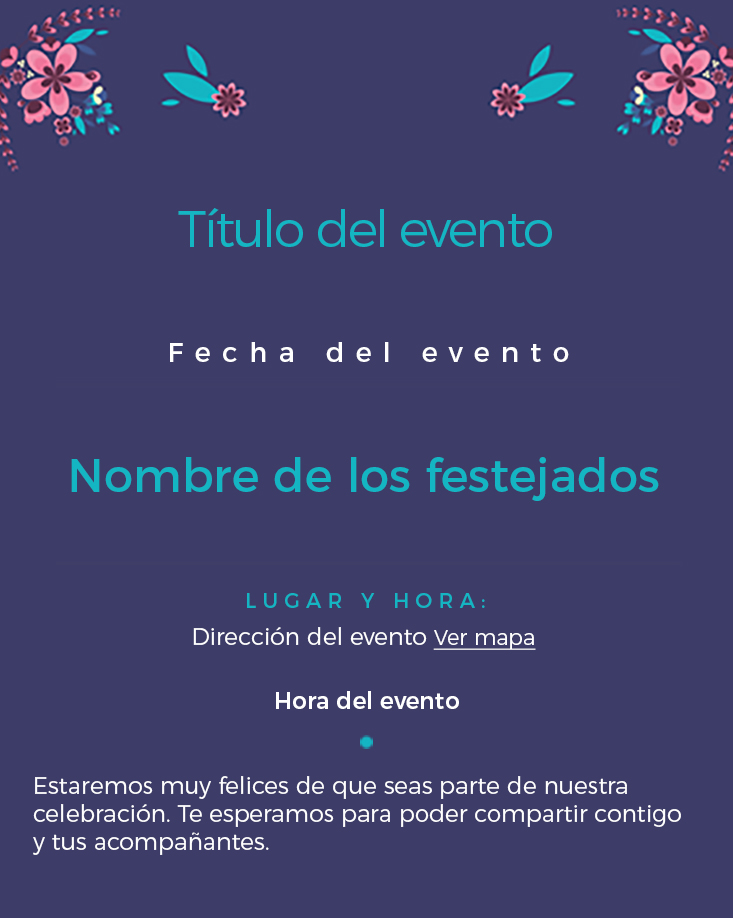 Título del evento
Fecha del evento
Nombre de los festejados
LUGAR Y HORA:
Dirección del evento Ver mapa
Hora del evento
Estaremos muy felices de que seas parte de nuestra
celebración. Te esperamos para poder compartir contigo
y tus acompañantes.